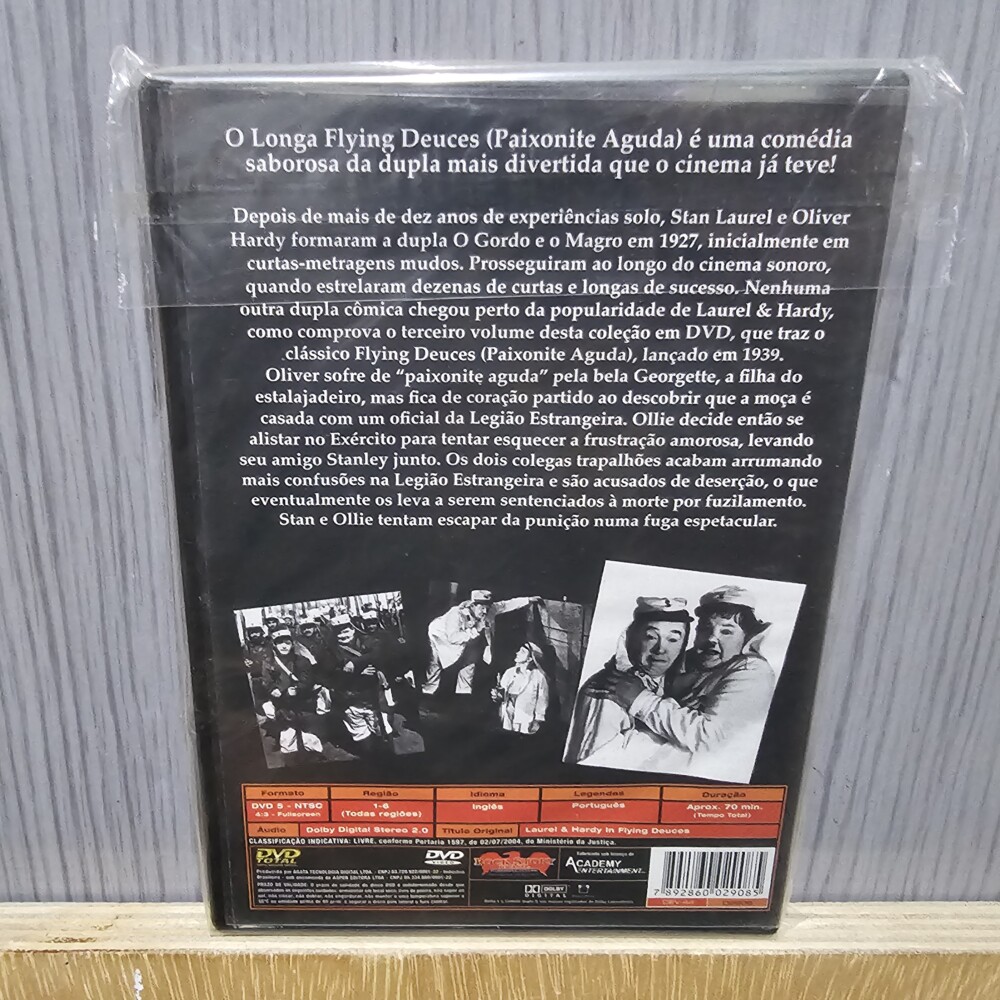 O Longa Flying Deuces (Paixonite Aguda) é uma comédia
saborosa da dupla mais divertida que o cinema já teve!
Depois de mais de dez anos de experiências solo, Stan Laurel e Oliver
Hardy formaram a dupla O Gordo e o Magro em 1927, inicialmente em
curtas-metragens mudos. Prosseguiram ao longo do cinema sonoro,
quando estrelaram dezenas de curtas e longas de sucesso. Nenhuma
outra dupla cômica chegou perto da popularidade de Laurel & Hardy,
como comprova o terceiro volume desta coleção em DVD, que traz o
clássico Flying Deuces (Paixonite Aguda), lançado em 1939.
Oliver sofre de “paixonite aguda” pela bela Georgette, a filha do
estalajadeiro, mas fica de coração partido ao descobrir que a moça é
casada com um oficial da Legião Estrangeira. Ollie decide então se
alistar no Exército para tentar esquecer a frustração amorosa, levando
seu amigo Stanley junto. Os dois colegas trapalhões acabam arrumando
mais confusões na Legião Estrangeira e são acusados de deserção, o que
eventualmente os leva a serem sentenciados à morte por fuzilamento.
Stan e Ollie tentam escapar da punição numa fuga espetacular.
Formato Região Idioma Legendas Duração
DVD 5 - NTSC 1-6 Inglês Português Aprox. 70 min.
4:3 - Fullscreen (Todas regiões) (Tempo Total)
Áudio Dolby Digital Stereo 2.0 Título Original Laurel & Hardy In Flying Deuces
CLASSIFICAÇÃO INDICATIVA: LIVRE, conforme Portaria 1597, de 02/07/2004, do Ministério da Justiça.
DVD TOTAL
DVD VIDEO
ACADEMY
ENTERTAINMENT
DOLBY
DIGITAL
7 892860 029085